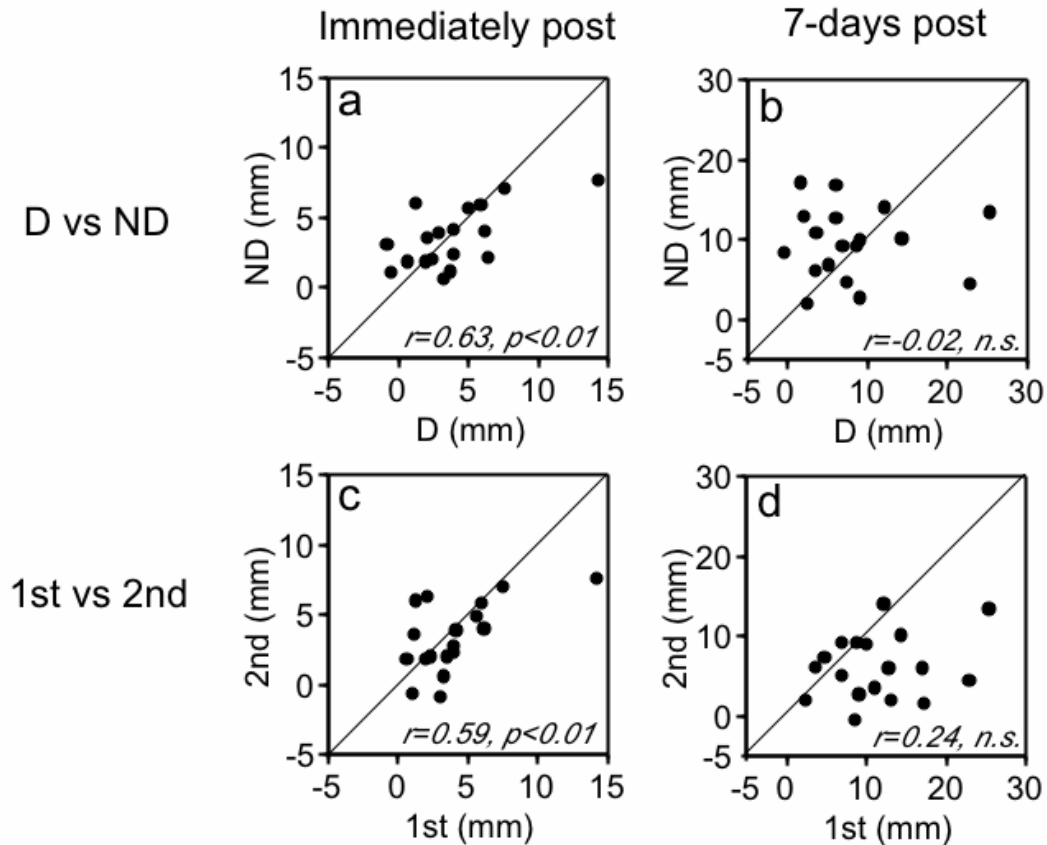 Immediately post
7-days post
D vs ND
a
ND (mm)
15
10
5
0
-5
r=0.63, p<0.01
-5 0 5 10 15
D (mm)
b
ND (mm)
30
20
10
0
-5
r=-0.02, n.s.
-5 0 10 20 30
D (mm)
1st vs 2nd
c
2nd (mm)
15
10
5
0
-5
r=0.59, p<0.01
-5 0 5 10 15
1st (mm)
d
2nd (mm)
30
20
10
0
-5
r=0.24, n.s.
-5 0 10 20 30
1st (mm)